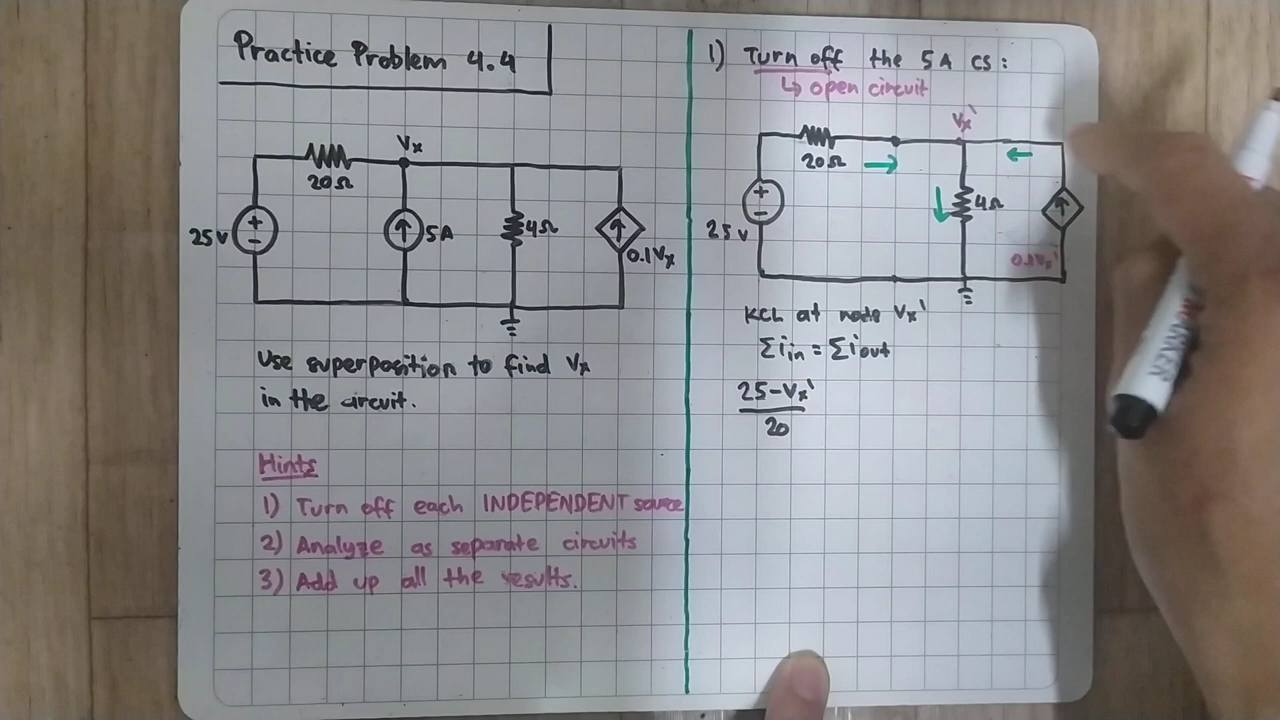 Practice Problem 4.4
Vx
20Ω
25V
5A
4Ω
0.1Vx
Use superposition to find Vx
in the circuit.
Hints
1) Turn off each INDEPENDENT source
2) Analyze as separate circuits
3) Add up all the results.
1) Turn off the 5A CS:
↳ open circuit
Vx'
20Ω
25V
4Ω
0.1Vx'
KCL at node Vx'
Σiin = Σiout
25-Vx'
20